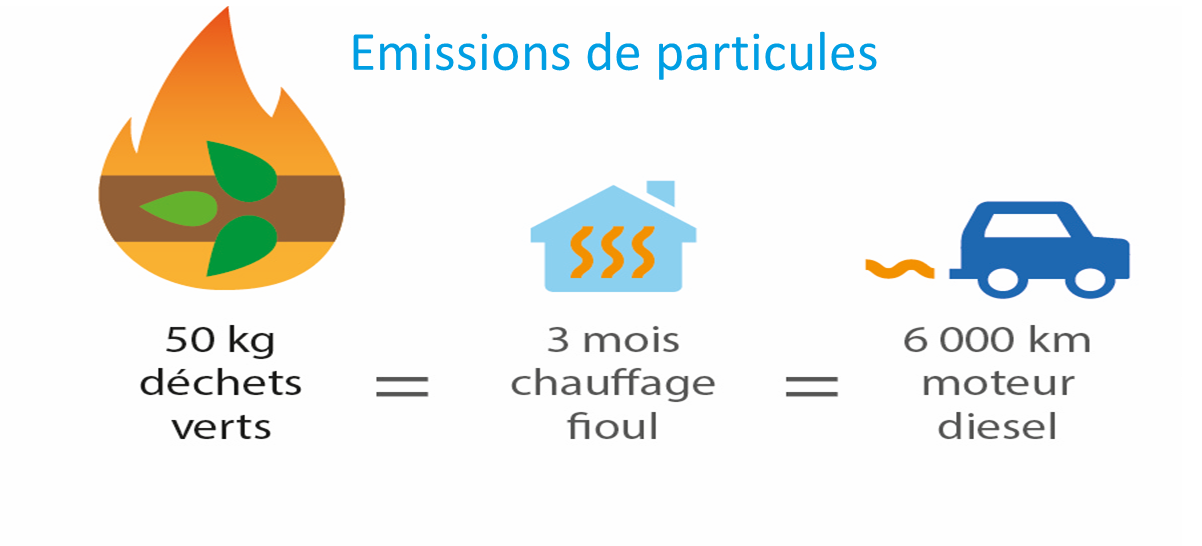 Emissions de particules
50 kg
déchets
verts
=
3 mois
chauffage
fioul
=
6 000 km
moteur
diesel